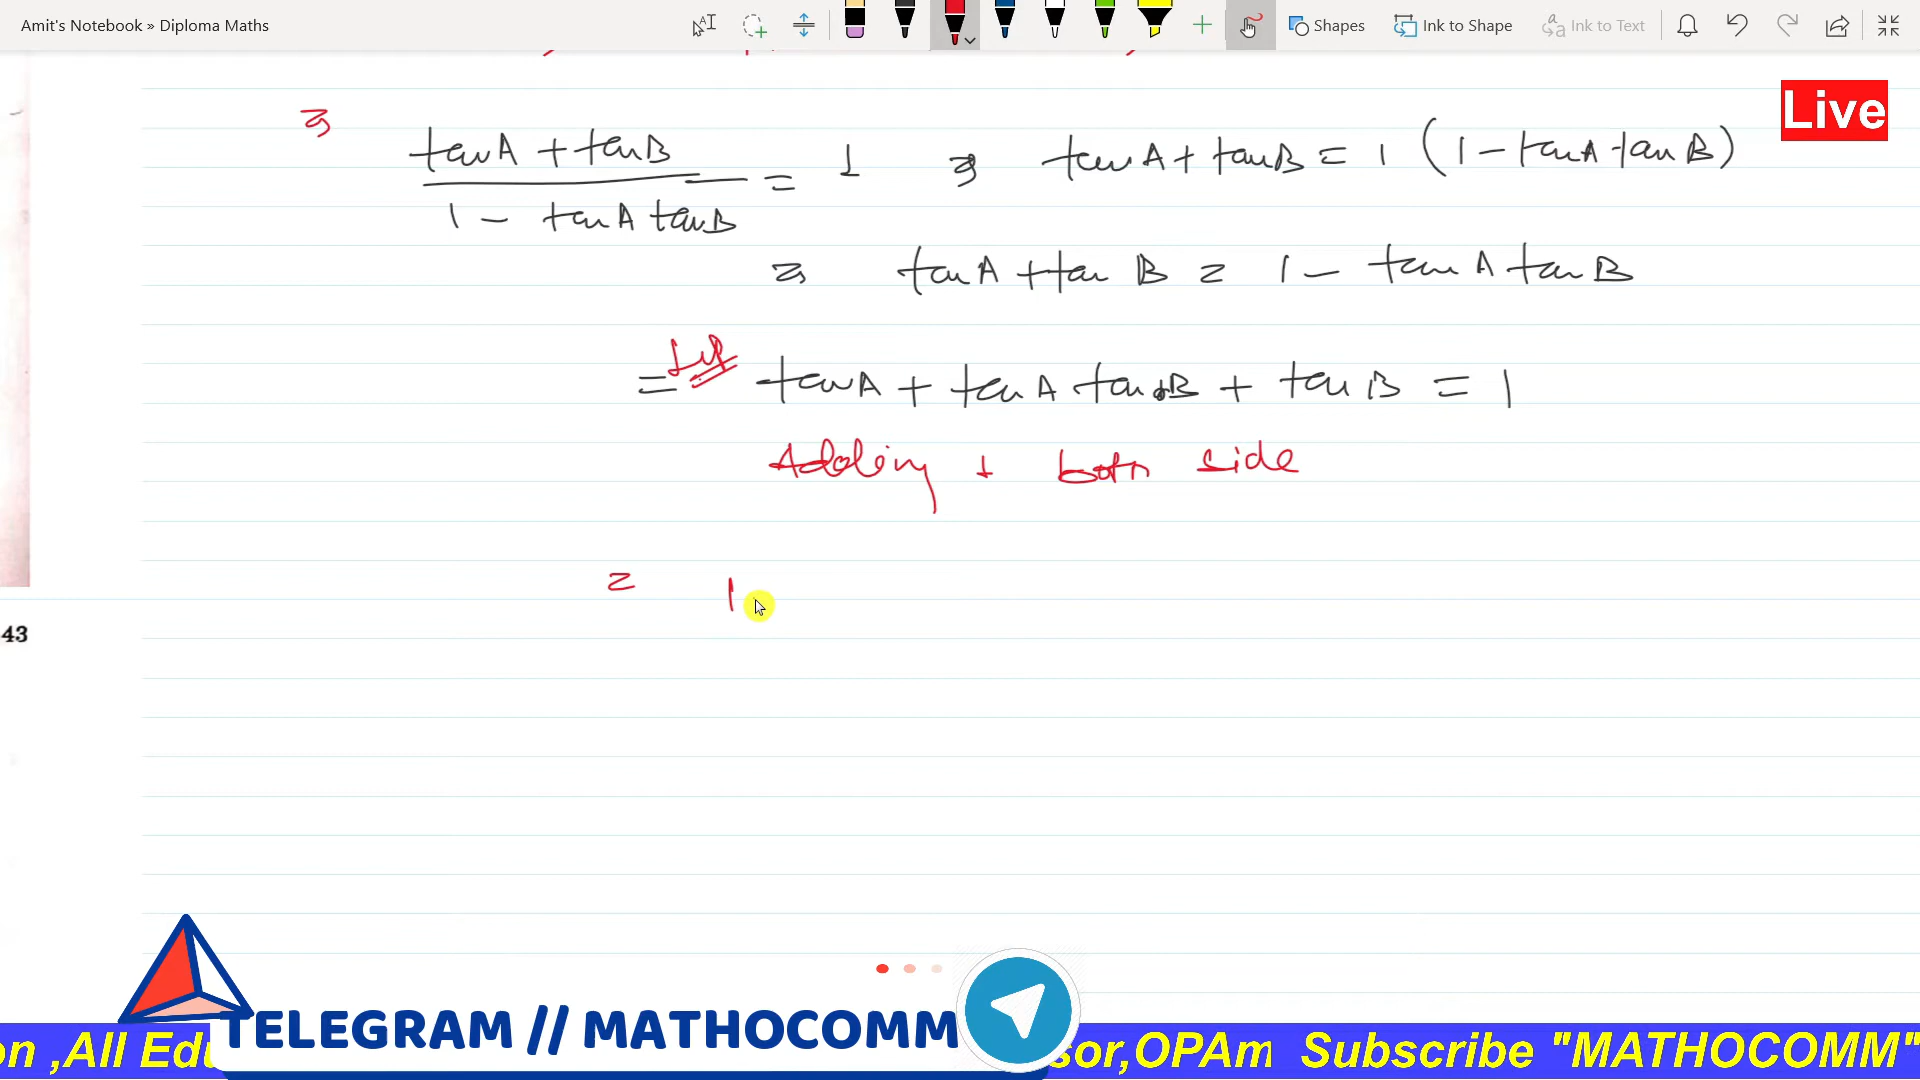 Amit's Notebook » Diploma Maths
Shapes
Ink to Shape
Ink to Text
Live
⇒ tanA + tanB / 1 - tanA tanB = 1 ⇒ tanA + tanB = 1 (1 - tanA tanB)
⇒ tanA + tan B = 1 - tanA tanB
= tanA + tanA tanB + tanB = 1
Adding 1 both side
= 1
43
TELEGRAM // MATHOCOMM
on ,All Edu
sor,OPAm Subscribe "MATHOCOMM"